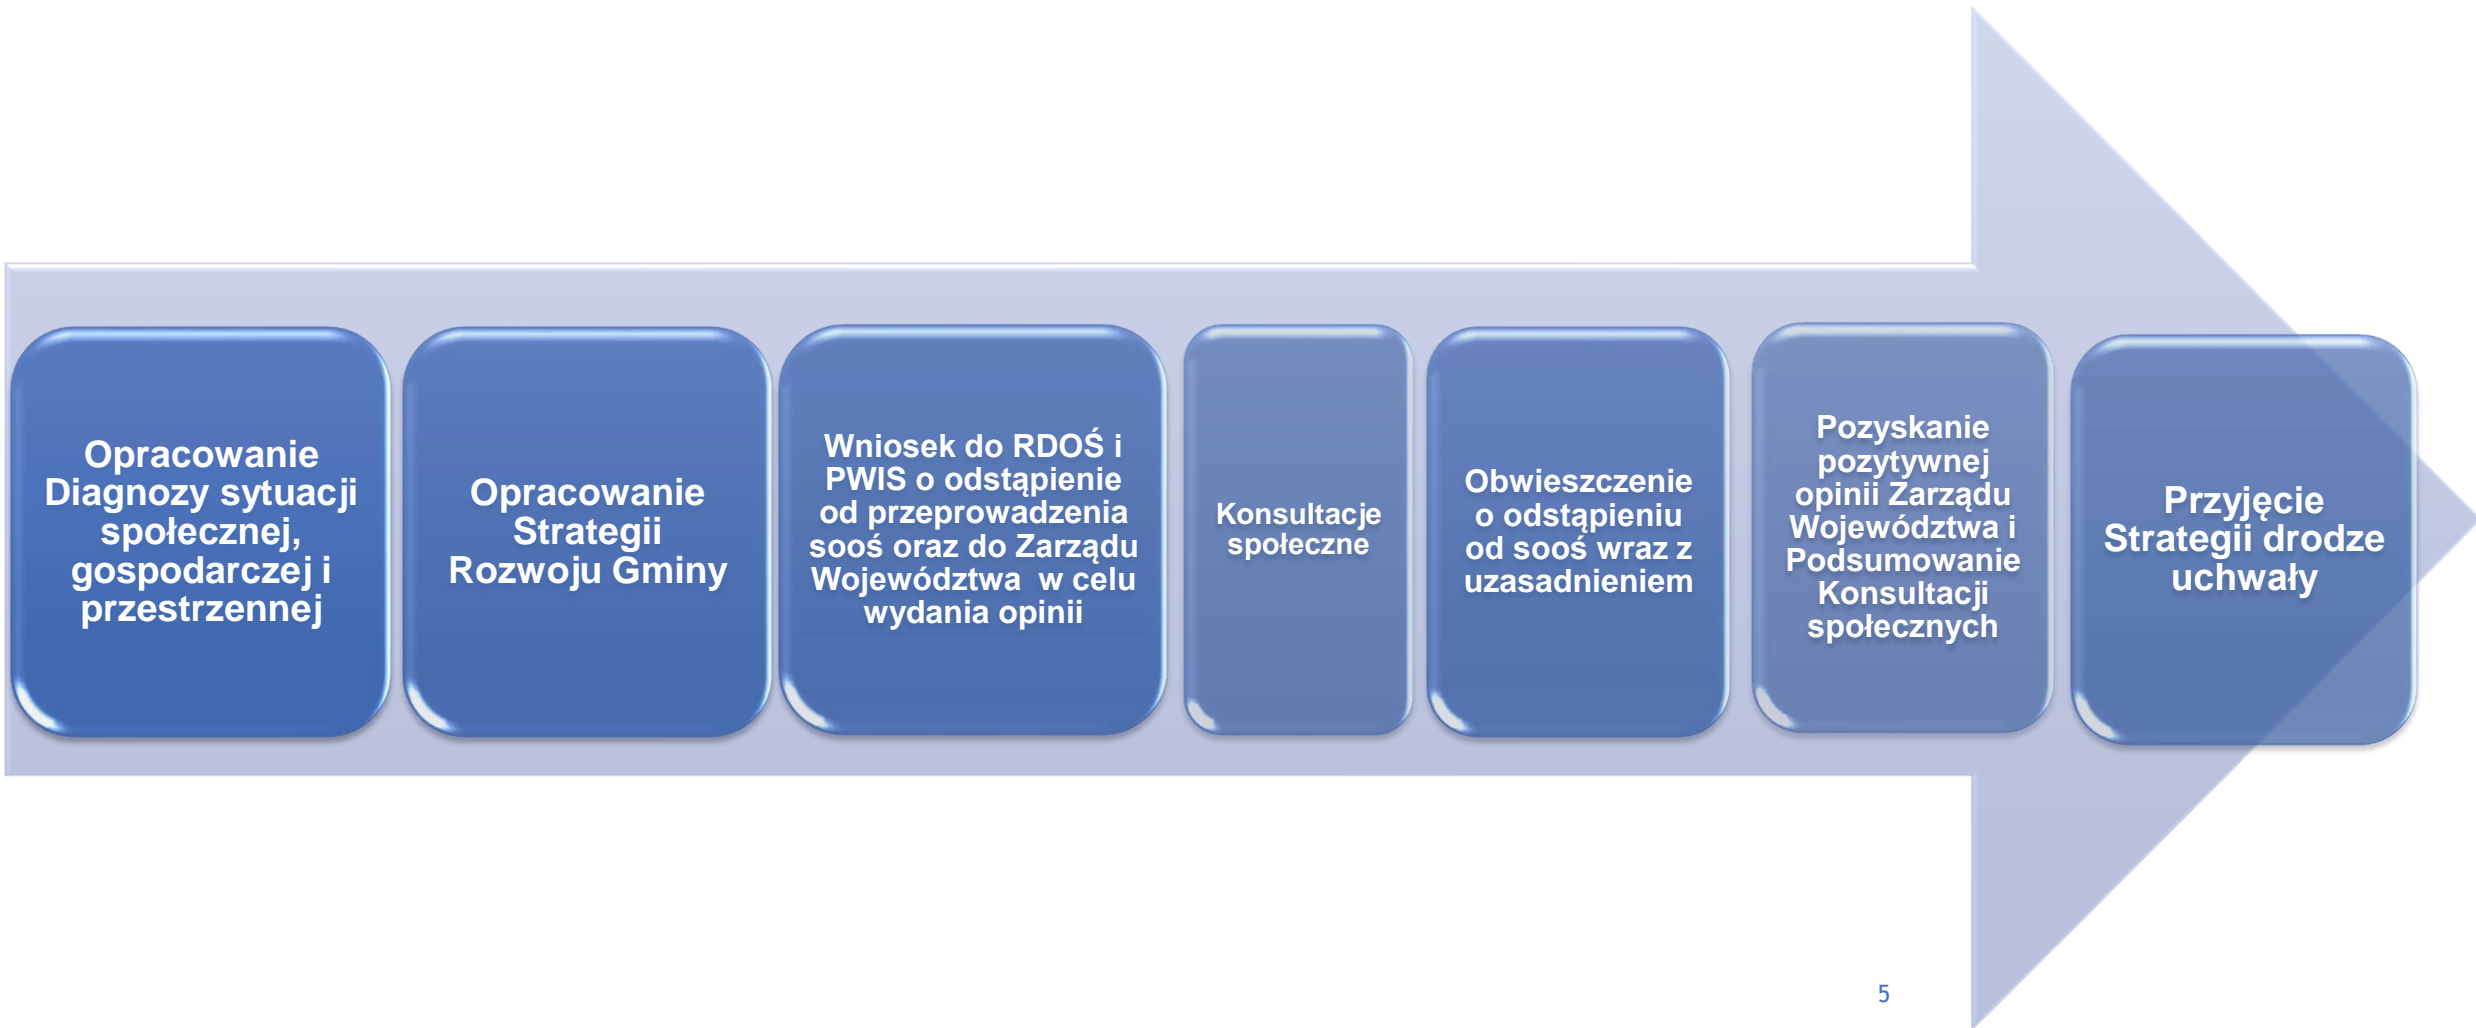 Opracowanie
Diagnozy sytuacji
społecznej,
gospodarczej i
przestrzennej
Opracowanie
Strategii
Rozwoju Gminy
Wniosek do RDOŚ i
PWIS o odstąpienie
od przeprowadzenia
sooś oraz do Zarządu
Województwa  w celu
wydania opinii
Konsultacje
społeczne
Obwieszczenie
o odstąpieniu
od sooś wraz z
uzasadnieniem
Pozyskanie
pozytywnej
opinii Zarządu
Województwa i
Podsumowanie
Konsultacji
społecznych
Przyjęcie
Strategii drodze
uchwały
5